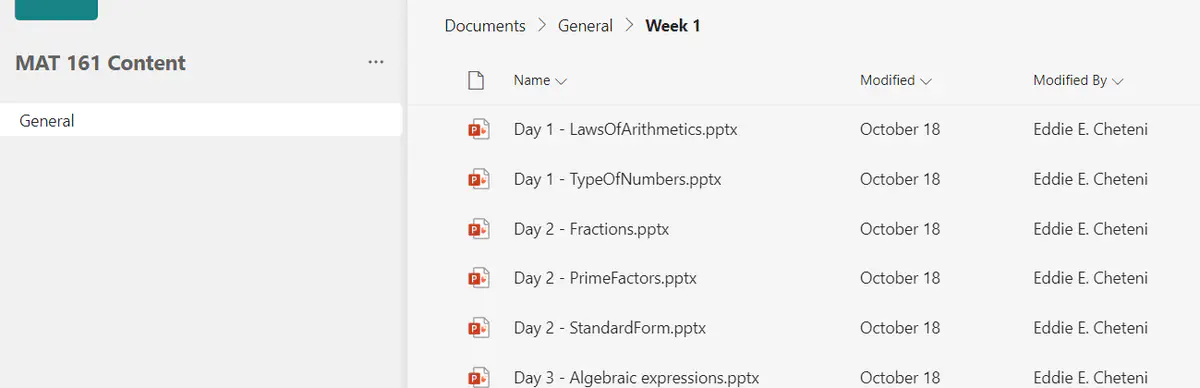 MAT 161 Content ...
General
Documents > General > Week 1
Name Modified Modified By
Day 1 - LawsOfArithmetics.pptx October 18 Eddie E. Cheteni
Day 1 - TypeOfNumbers.pptx October 18 Eddie E. Cheteni
Day 2 - Fractions.pptx October 18 Eddie E. Cheteni
Day 2 - PrimeFactors.pptx October 18 Eddie E. Cheteni
Day 2 - StandardForm.pptx October 18 Eddie E. Cheteni
Day 3 - Algebraic expressions.pptx October 18 Eddie E. Cheteni